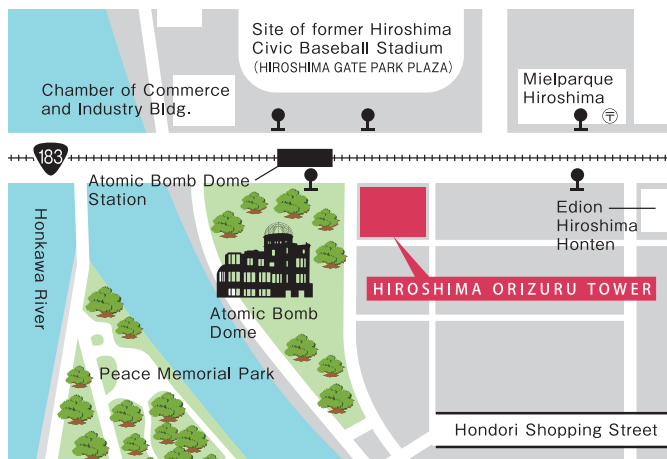 Site of former Hiroshima
Civic Baseball Stadium
(HIROSHIMA GATE PARK PLAZA)
Chamber of Commerce
and Industry Bldg.
Mielparque
Hiroshima
〒
183
Atomic Bomb Dome
Station
Edion
Hiroshima
Honten
Honkawa River
HIROSHIMA ORIZURU TOWER
Atomic Bomb
Dome
Peace Memorial Park
Hondori Shopping Street